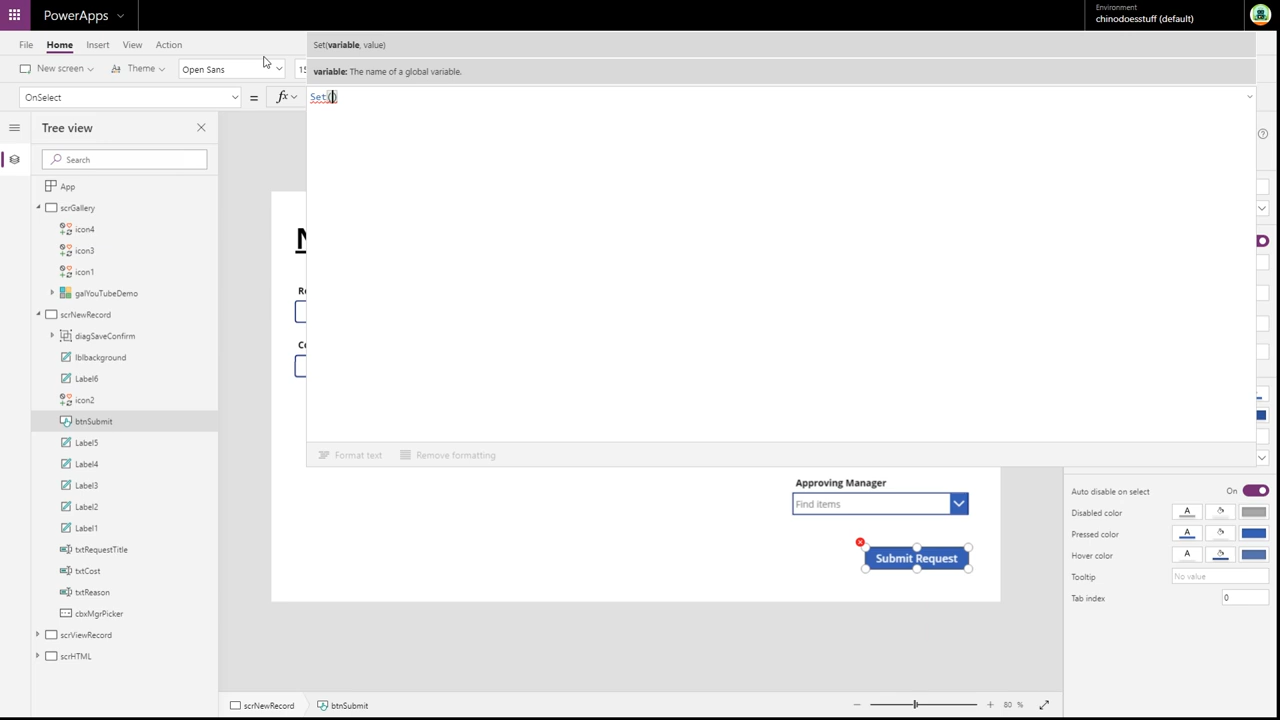 PowerApps
Environment
chinodoesstuff (default)
File Home Insert View Action
Set(variable, value)
New screen Theme Open Sans 15
variable: The name of a global variable.
OnSelect = fx Set()
Tree view
Search
App
scrGallery
icon4
icon3
icon1
galYouTubeDemo
scrNewRecord
diagSaveConfirm
lblbackground
Label6
icon2
btnSubmit
Label5
Label4
Label3
Label2
Label1
txtRequestTitle
txtCost
txtReason
cbxMgrPicker
scrViewRecord
scrHTML
Format text Remove formatting
Approving Manager
Find items
Submit Request
Auto disable on select On
Disabled color
Pressed color
Hover color
Tooltip No value
Tab index 0
scrNewRecord btnSubmit
80 %